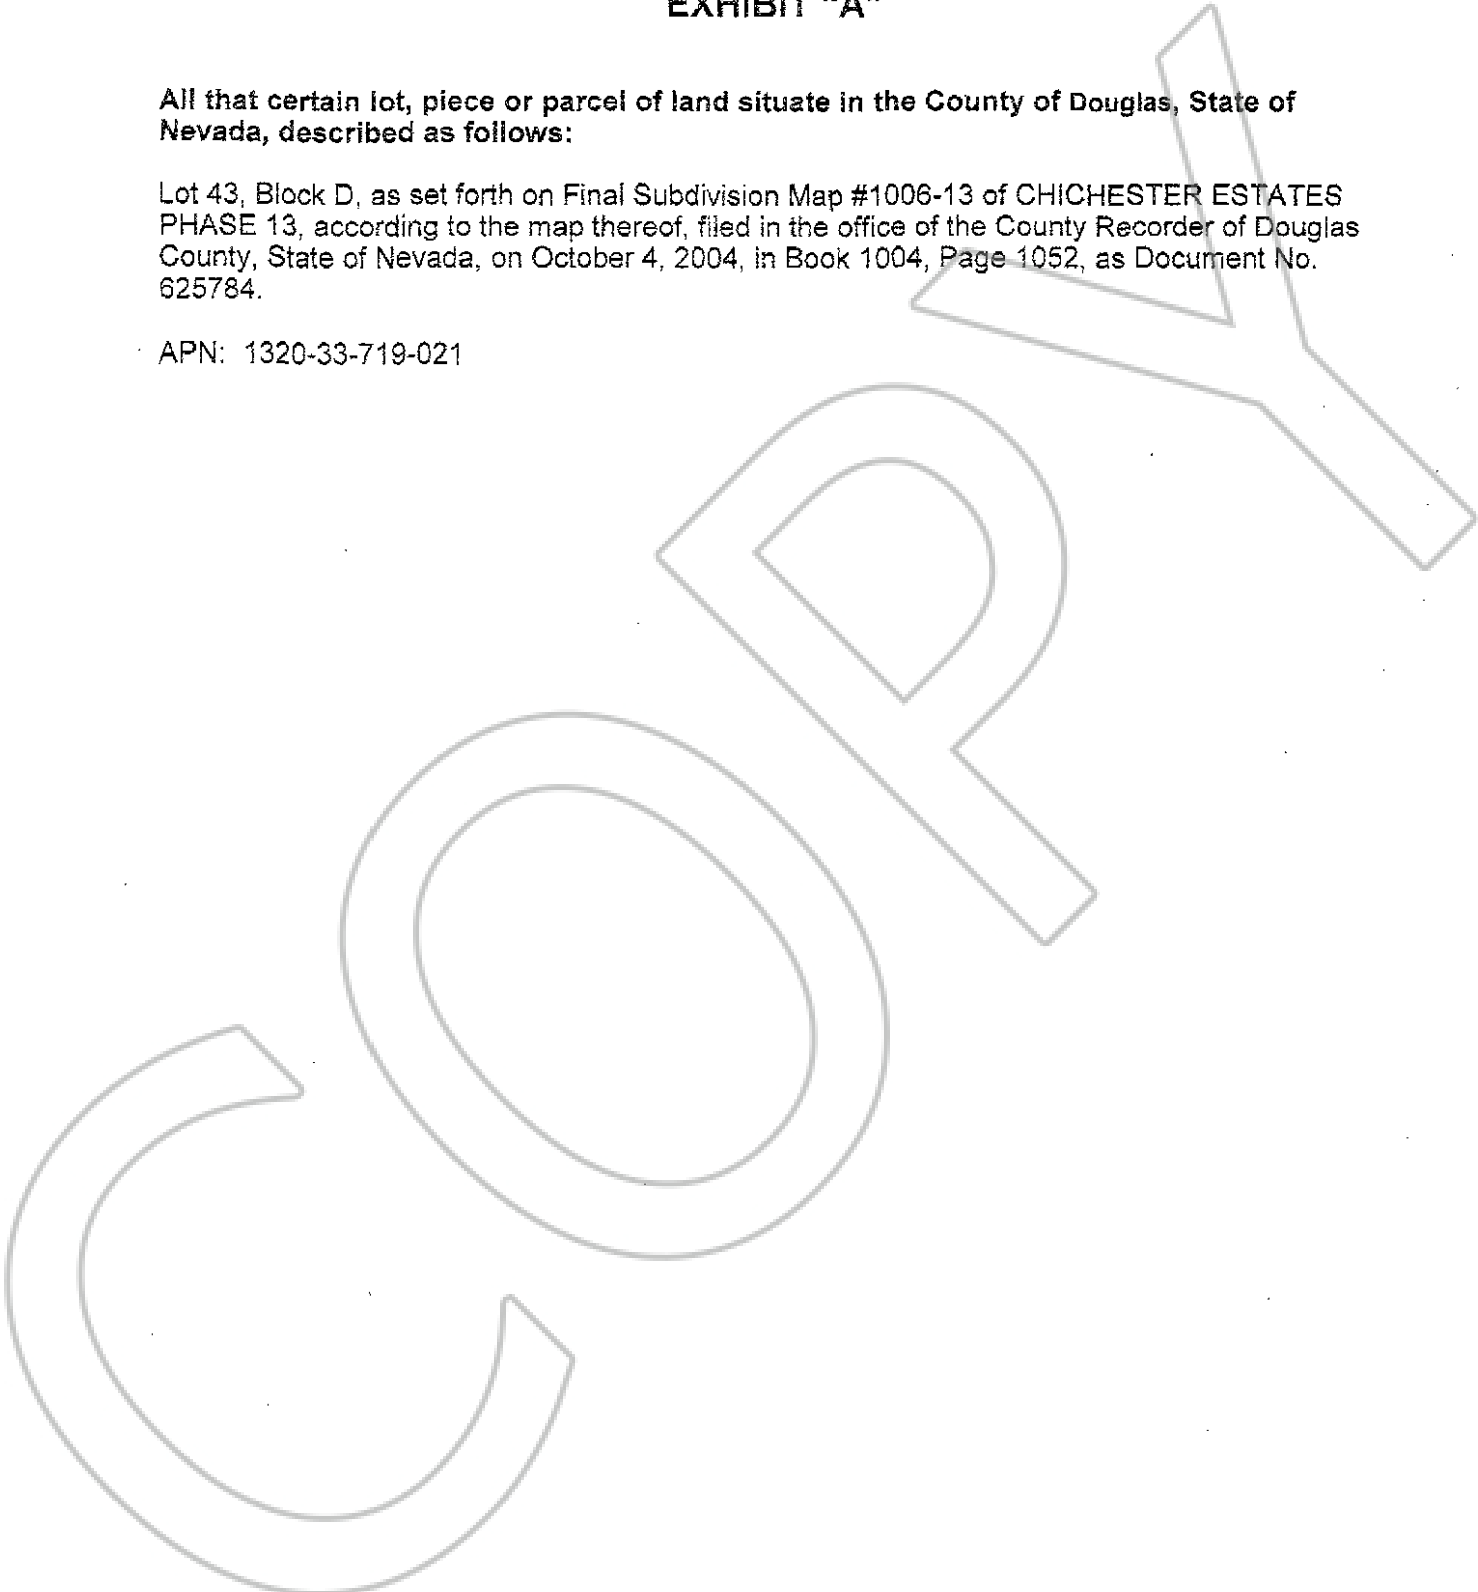 EXHIBIT "A"
All that certain lot, piece or parcel of land situate in the County of Douglas, State of
Nevada, described as follows:
Lot 43, Block D, as set forth on Final Subdivision Map #1006-13 of CHICHESTER ESTATES
PHASE 13, according to the map thereof, filed in the office of the County Recorder of Douglas
County, State of Nevada, on October 4, 2004, in Book 1004, Page 1052, as Document No.
625784.
APN: 1320-33-719-021
COPY